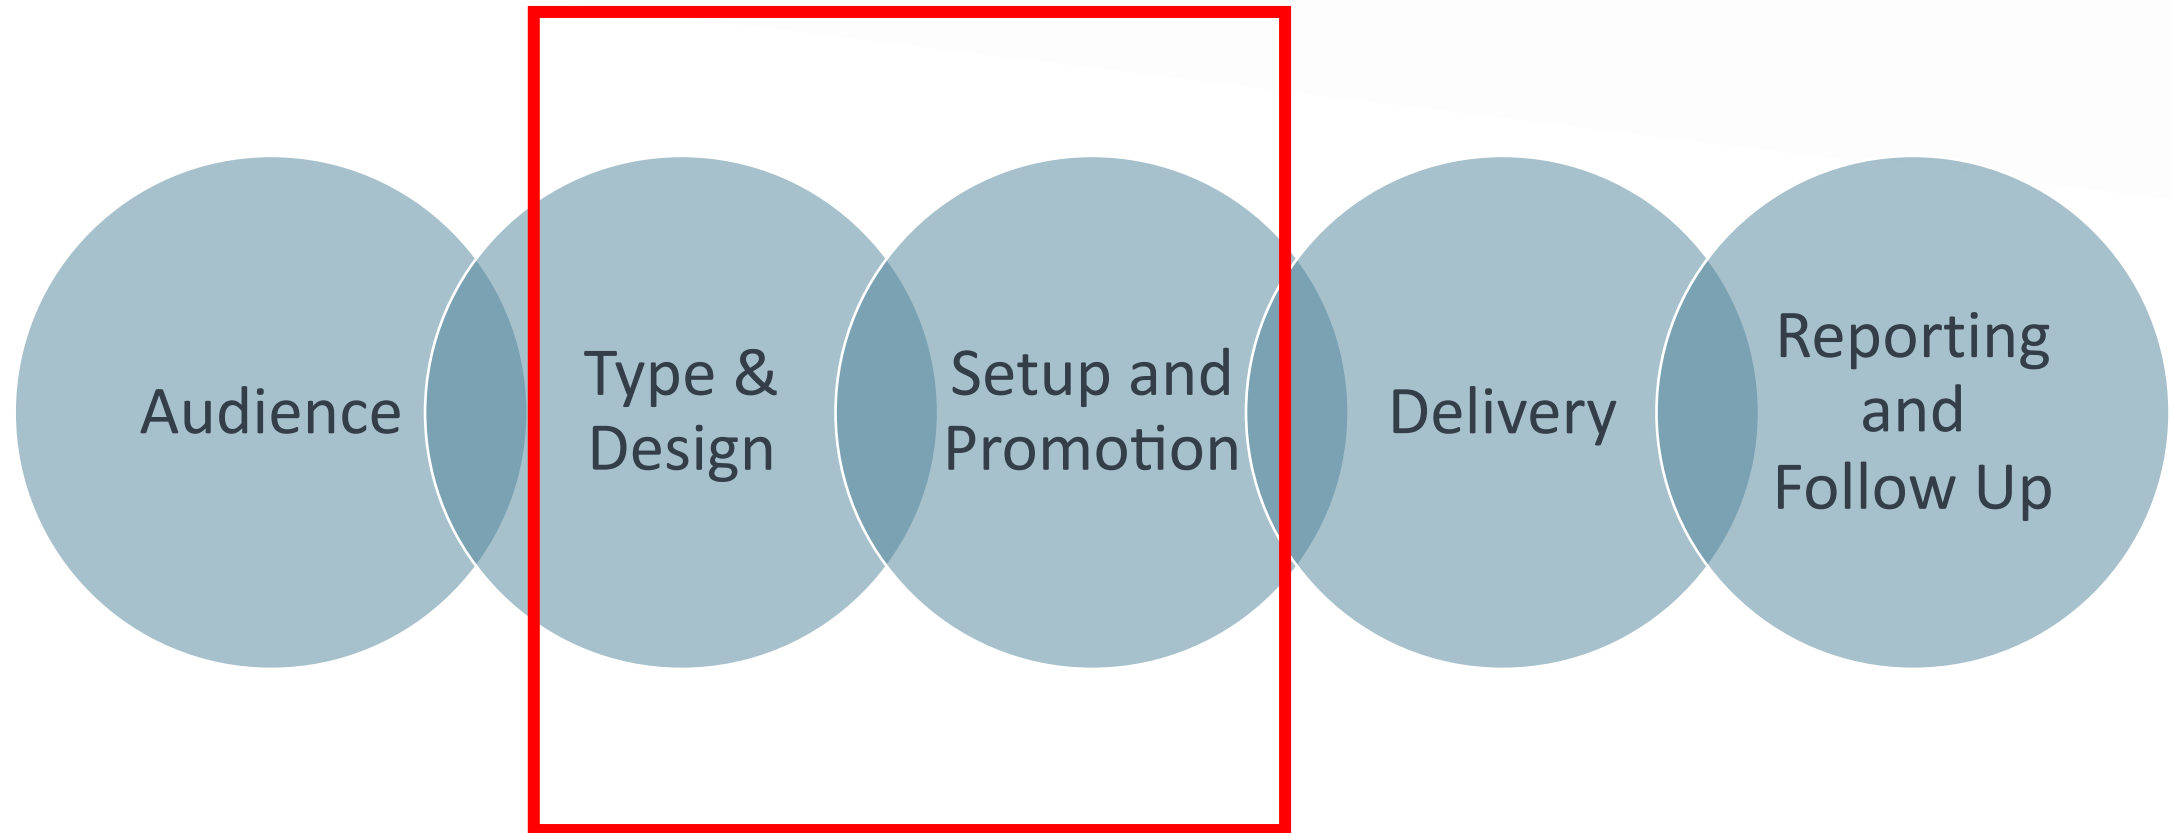 Audience
Type &
Design
Setup and
Promotion
Delivery
Reporting
and
Follow Up